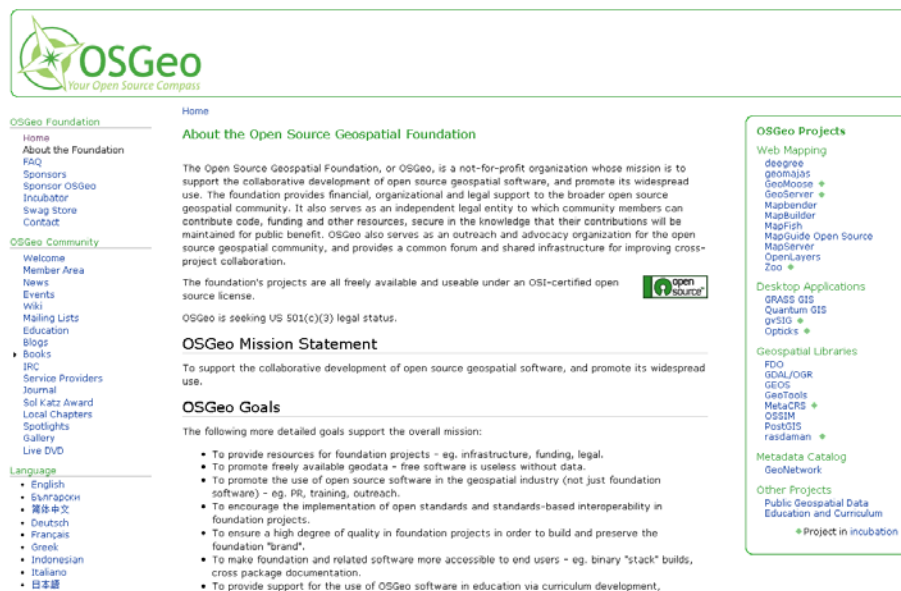 OSGeo
Your Open Source Compass
OSGeo Foundation
Home
About the Foundation
FAQ
Sponsors
Sponsor OSGeo
Incubator
Swag Store
Contact
OSGeo Community
Welcome
Member Area
News
Events
Wiki
Mailing Lists
Education
Blogs
Books
IRC
Service Providers
Journal
Sol Katz Award
Local Chapters
Spotlights
Gallery
Live DVD
Language
• English
• Български
• 简体中文
• Deutsch
• Français
• Greek
• Indonesian
• Italiano
• 日本語
Home
About the Open Source Geospatial Foundation
The Open Source Geospatial Foundation, or OSGeo, is a not-for-profit organization whose mission is to
support the collaborative development of open source geospatial software, and promote its widespread
use. The foundation provides financial, organizational and legal support to the broader open source
geospatial community. It also serves as an independent legal entity to which community members can
contribute code, funding and other resources, secure in the knowledge that their contributions will be
maintained for public benefit. OSGeo also serves as an outreach and advocacy organization for the open
source geospatial community, and provides a common forum and shared infrastructure for improving cross-
project collaboration.
The foundation's projects are all freely available and useable under an OSI-certified open
source license.
open
source™
OSGeo is seeking US 501(c)(3) legal status.
OSGeo Mission Statement
To support the collaborative development of open source geospatial software, and promote its widespread
use.
OSGeo Goals
The following more detailed goals support the overall mission:
• To provide resources for foundation projects - eg. infrastructure, funding, legal.
• To promote freely available geodata - free software is useless without data.
• To promote the use of open source software in the geospatial industry (not just foundation
software) - eg. PR, training, outreach.
• To encourage the implementation of open standards and standards-based interoperability in
foundation projects.
• To ensure a high degree of quality in foundation projects in order to build and preserve the
foundation "brand".
• To make foundation and related software more accessible to end users - eg. binary "stack" builds,
cross package documentation.
• To provide support for the use of OSGeo software in education via curriculum development,
OSGeo Projects
Web Mapping
deegree
geomajas
GeoMoose
GeoServer
Mapbender
MapBuilder
MapFish
MapGuide Open Source
MapServer
OpenLayers
Zoo
Desktop Applications
GRASS GIS
Quantum GIS
gvSIG
Opticks
Geospatial Libraries
FDO
GDAL/OGR
GEOS
GeoTools
MetaCRS
OSSIM
PostGIS
rasdaman
Metadata Catalog
GeoNetwork
Other Projects
Public Geospatial Data
Education and Curriculum
Project in incubation